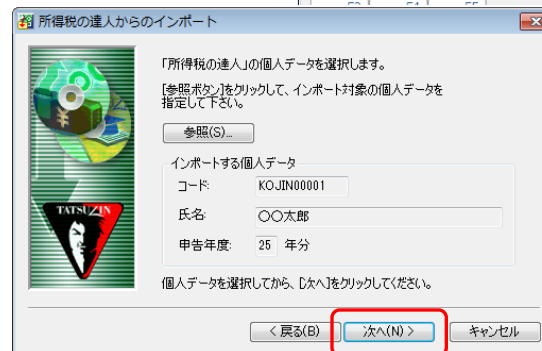 所得税の達人からのインポート
「所得税の達人」の個人データを選択します。
[参照ボタン]をクリックして、インポート対象の個人データを
指定して下さい。
参照(S)...
インポートする個人データ
コード: KOJIN00001
氏名: 〇〇太郎
申告年度: 25 年分
TATSUZIN
個人データを選択してから、[次へ]をクリックしてください。
< 戻る(B) 次へ(N) > キャンセル